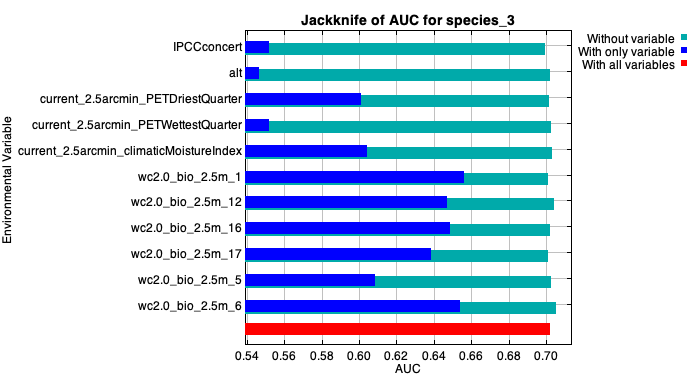 Jackknife of AUC for species_3
Without variable
With only variable
With all variables
Environmental Variable
IPCCconcert
alt
current_2.5arcmin_PETDriestQuarter
current_2.5arcmin_PETWettestQuarter
current_2.5arcmin_climaticMoistureIndex
wc2.0_bio_2.5m_1
wc2.0_bio_2.5m_12
wc2.0_bio_2.5m_16
wc2.0_bio_2.5m_17
wc2.0_bio_2.5m_5
wc2.0_bio_2.5m_6
0.54 0.56 0.58 0.60 0.62 0.64 0.66 0.68 0.70
AUC